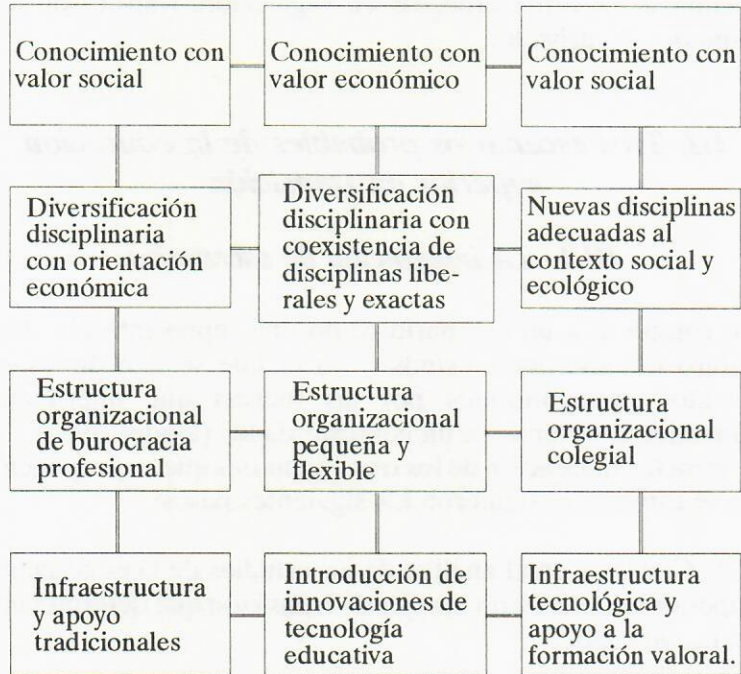 Conocimiento con
valor social
Conocimiento con
valor económico
Conocimiento con
valor social
Diversificación
disciplinaria
con orientación
económica
Diversificación
disciplinaria con
coexistencia de
disciplinas libe-
rales y exactas
Nuevas disciplinas
adecuadas al
contexto social y
ecológico
Estructura
organizacional
de burocracia
profesional
Estructura
organizacional
pequeña y
flexible
Estructura
organizacional
colegial
Infraestructura
y apoyo
tradicionales
Introducción de
innovaciones de
tecnología
educativa
Infraestructura
tecnológica y
apoyo a la
formación valoral.